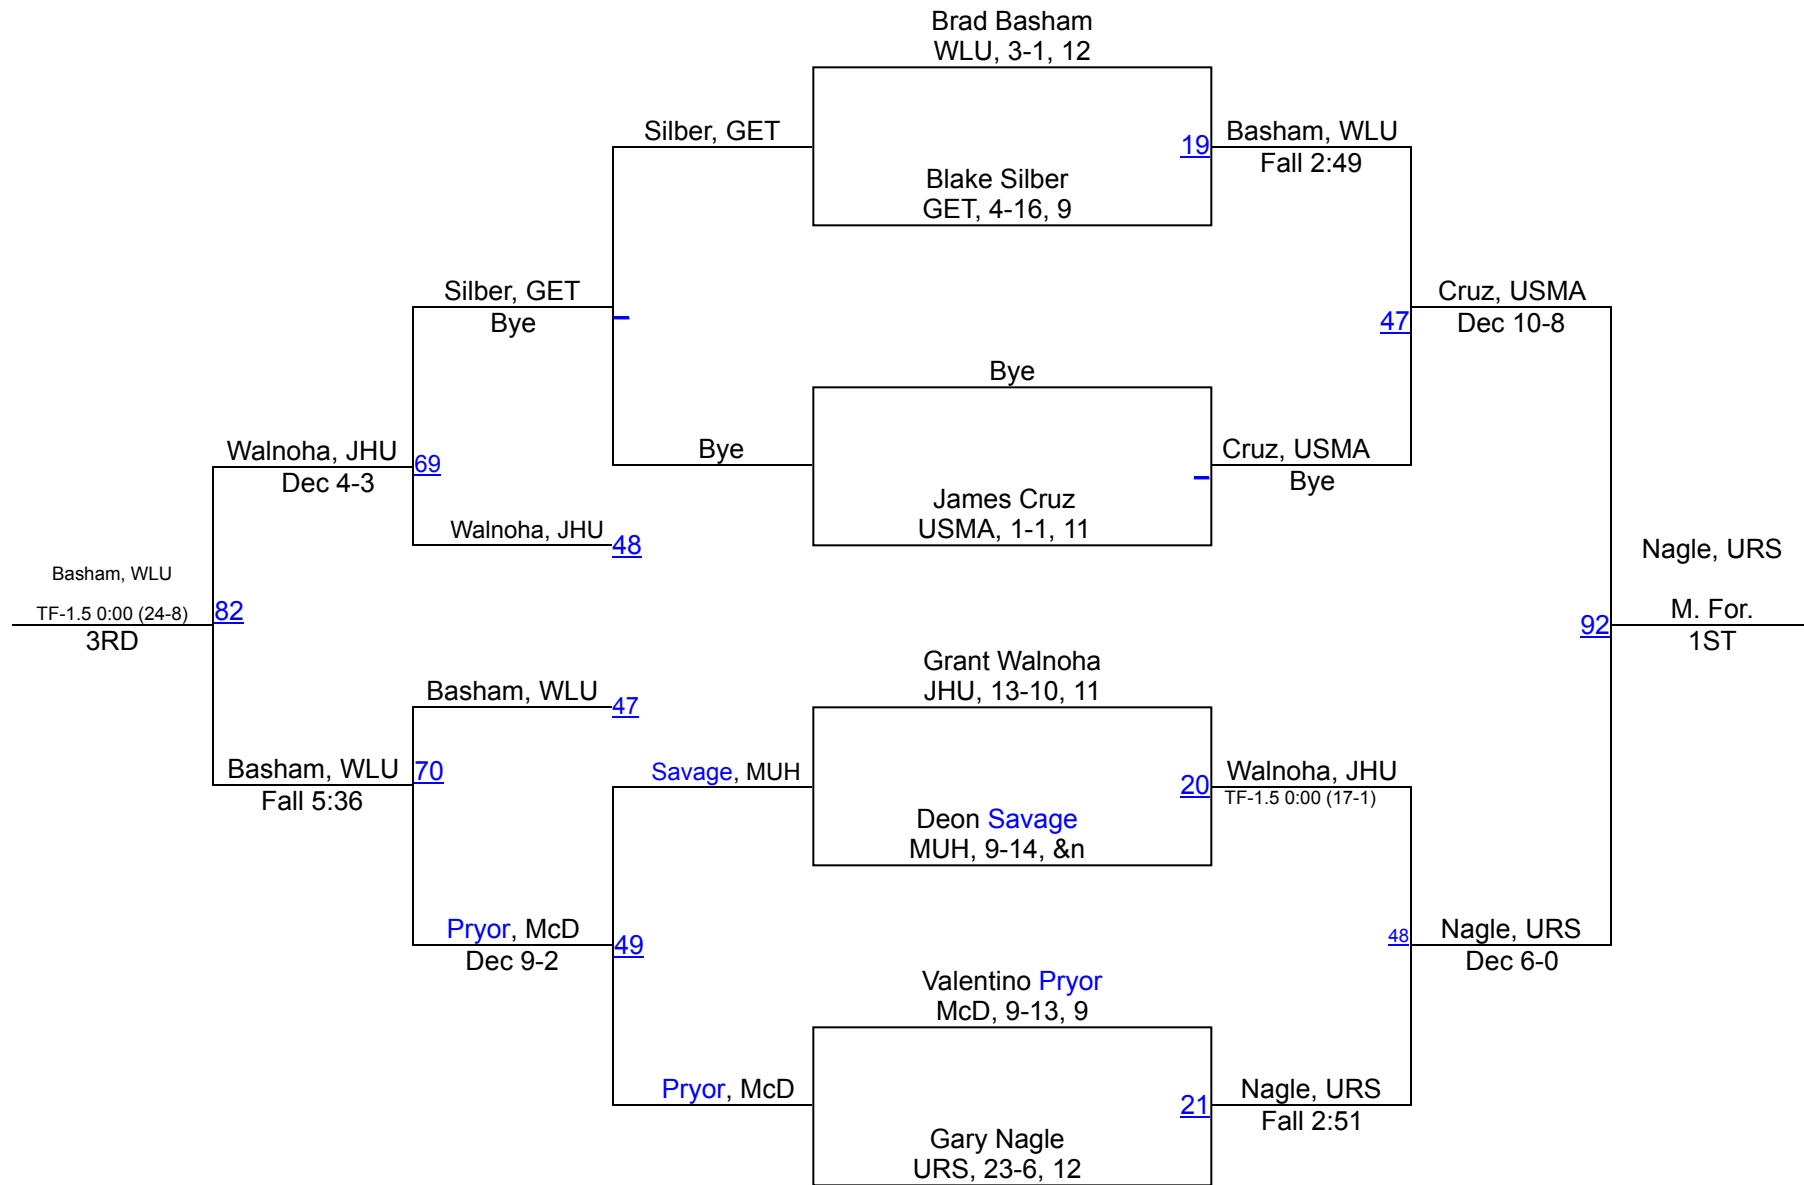 Brad Basham
WLU, 3-1, 12
Silber, GET
19
Basham, WLU
Fall 2:49
Blake Silber
GET, 4-16, 9
Silber, GET
Bye
Cruz, USMA
Dec 10-8
47
Bye
Walnoha, JHU
Dec 4-3
69
Bye
Cruz, USMA
Bye
James Cruz
USMA, 1-1, 11
Walnoha, JHU
48
Nagle, URS
Basham, WLU
TF-1.5 0:00 (24-8)
3RD
82
92
M. For.
1ST
Grant Walnoha
JHU, 13-10, 11
Basham, WLU
47
Basham, WLU
Fall 5:36
70
Savage, MUH
20
Walnoha, JHU
TF-1.5 0:00 (17-1)
Deon Savage
MUH, 9-14, &n
Pryor, McD
Dec 9-2
49
48
Nagle, URS
Dec 6-0
Valentino Pryor
McD, 9-13, 9
Pryor, McD
21
Nagle, URS
Fall 2:51
Gary Nagle
URS, 23-6, 12